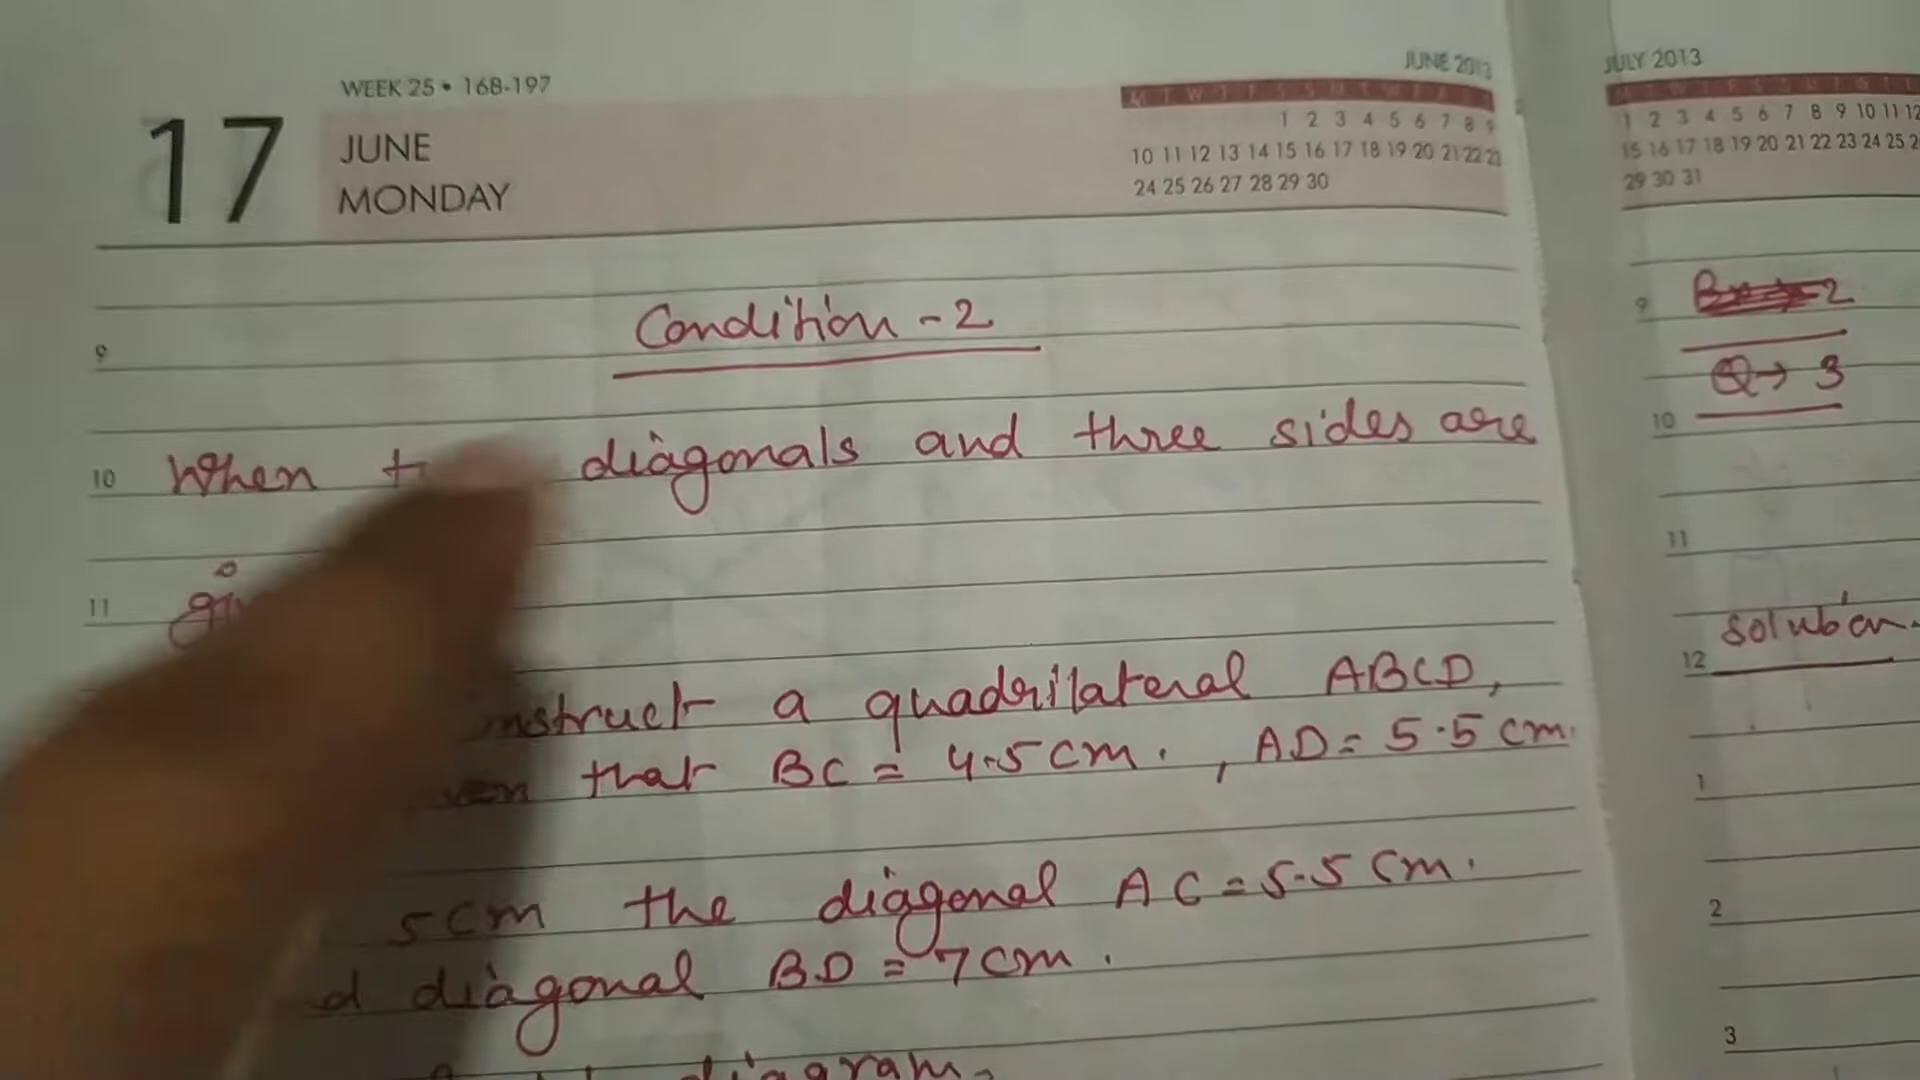 WEEK 25 • 168-197
17
JUNE
MONDAY
JUNE 2013
M T W T F S S M T W T F S S
1 2 3 4 5 6 7 8 9
10 11 12 13 14 15 16 17 18 19 20 21 22 23
24 25 26 27 28 29 30
Condition - 2
9
10 When diagonals and three sides are
11
a quadrilateral ABCD,
that BC = 4.5 cm. , AD = 5.5 cm.
5cm the diagonal AC = 5.5 cm.
diagonal BD = 7 cm.
diagram.
JULY 2013
1 2 3 4 5 6 7 8 9 10 11 12
15 16 17 18 19 20 21 22 23 24 25
29 30 31
9
Q → 3
10
11
solution.
12
1
2
3